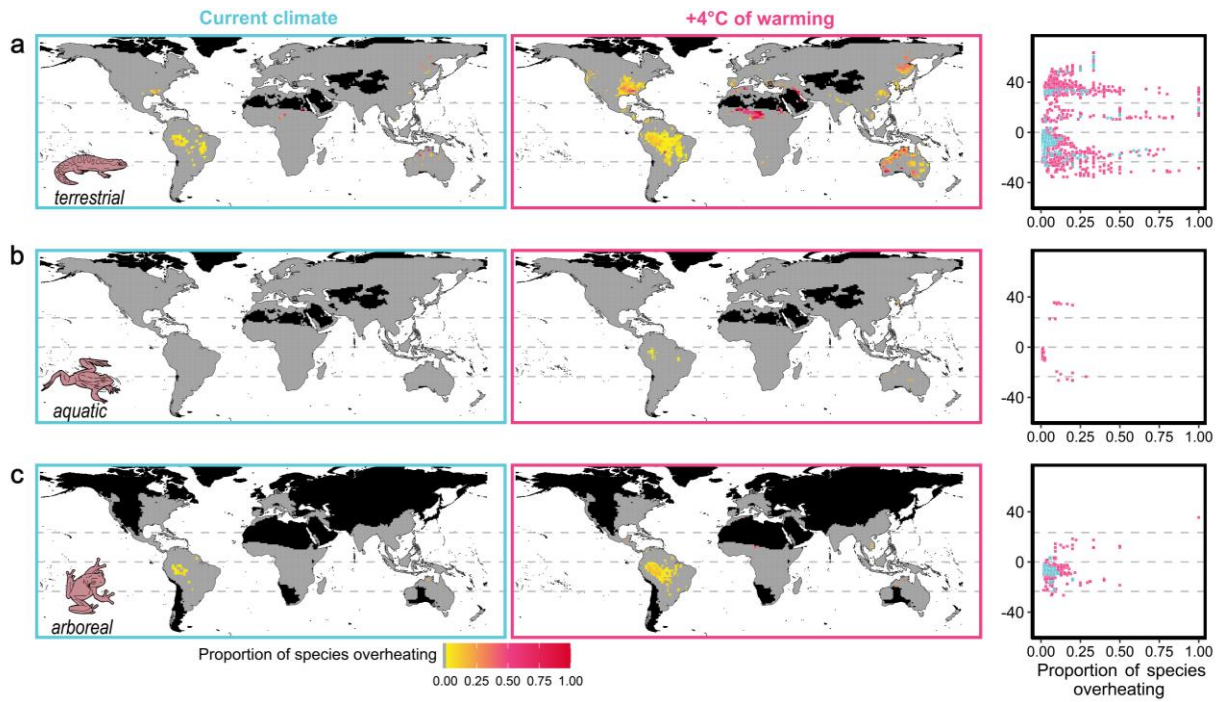 Current climate
+4°C of warming
a
terrestrial
40
0
-40
0.00 0.25 0.50 0.75 1.00
b
aquatic
40
0
-40
0.00 0.25 0.50 0.75 1.00
c
arboreal
40
0
-40
0.00 0.25 0.50 0.75 1.00
Proportion of species overheating
0.00 0.25 0.50 0.75 1.00
Proportion of species
overheating